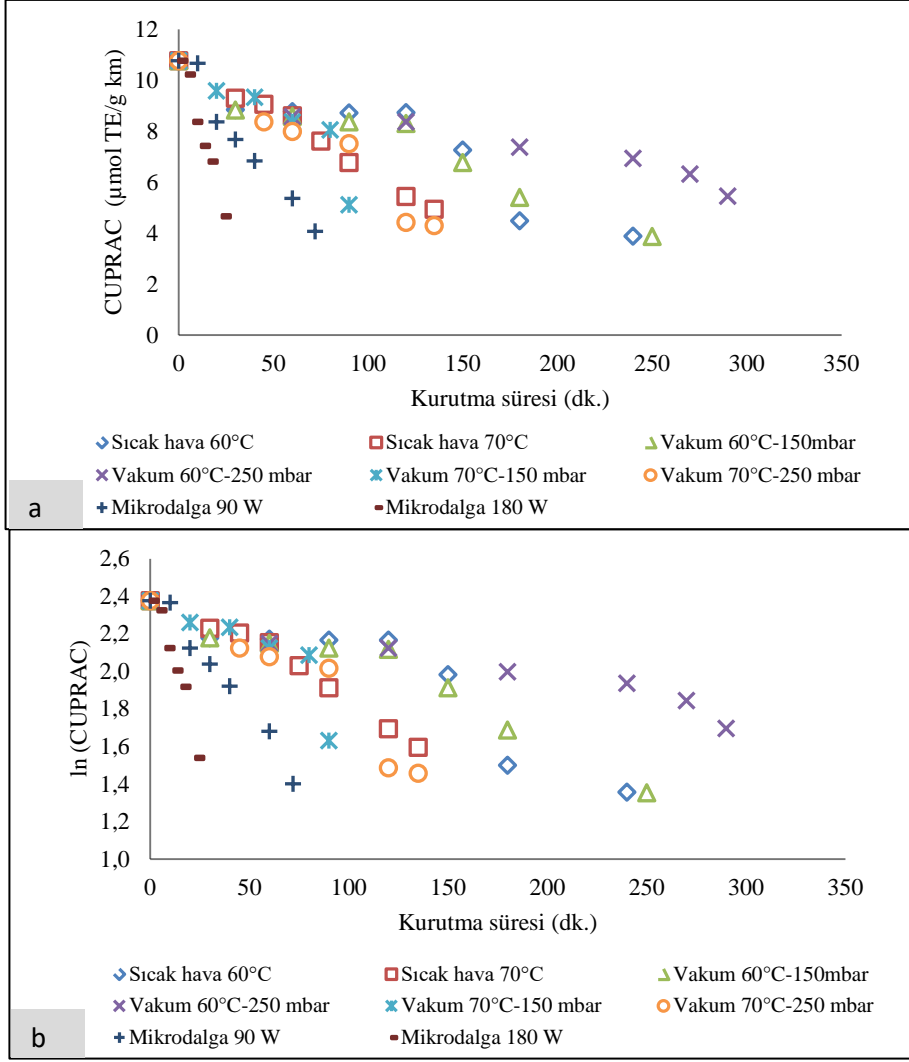 CUPRAC (µmol TE/g km)
12
10
8
6
4
2
0
0 50 100 150 200 250 300 350
Kurutma süresi (dk.)
Sıcak hava 60°C Sıcak hava 70°C Vakum 60°C-150mbar
Vakum 60°C-250 mbar Vakum 70°C-150 mbar Vakum 70°C-250 mbar
Mikrodalga 90 W Mikrodalga 180 W
a
ln (CUPRAC)
2,6
2,4
2,2
2,0
1,8
1,6
1,4
1,2
1,0
0 50 100 150 200 250 300 350
Kurutma süresi (dk.)
Sıcak hava 60°C Sıcak hava 70°C Vakum 60°C-150mbar
Vakum 60°C-250 mbar Vakum 70°C-150 mbar Vakum 70°C-250 mbar
Mikrodalga 90 W Mikrodalga 180 W
b